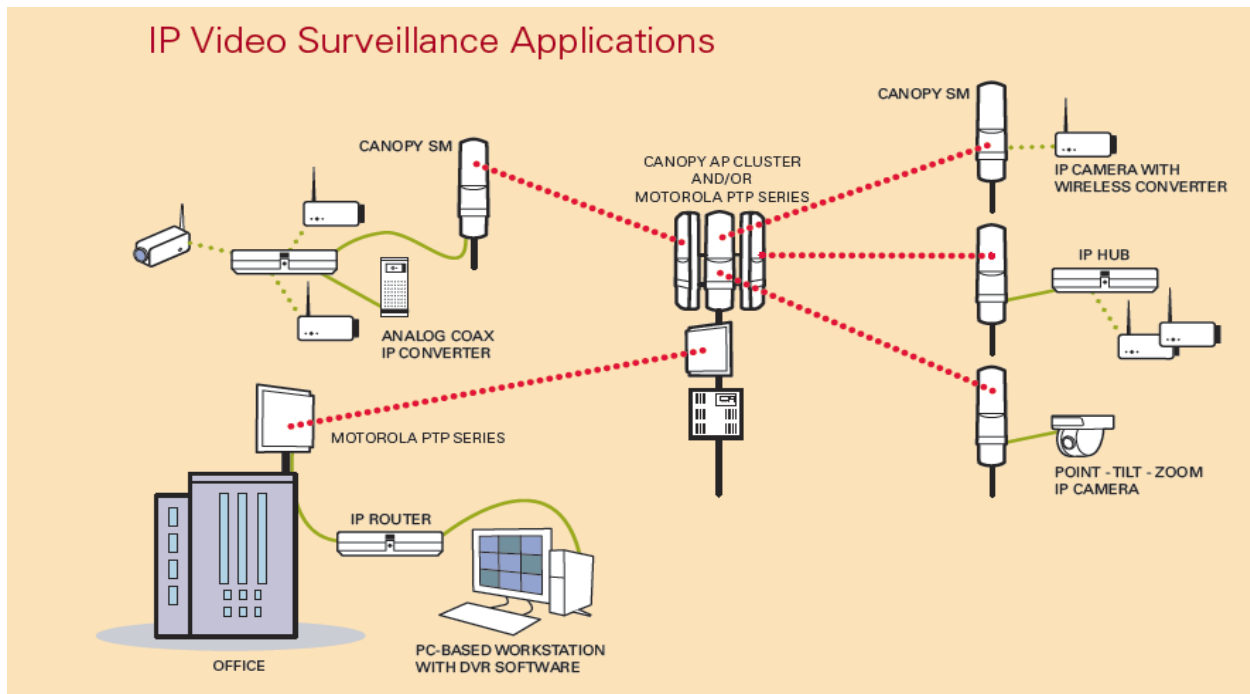 IP Video Surveillance Applications
CANOPY SM
CANOPY AP CLUSTER
AND/OR
MOTOROLA PTP SERIES
CANOPY SM
IP CAMERA WITH
WIRELESS CONVERTER
IP HUB
ANALOG COAX
IP CONVERTER
MOTOROLA PTP SERIES
POINT - TILT - ZOOM
IP CAMERA
IP ROUTER
OFFICE
PC-BASED WORKSTATION
WITH DVR SOFTWARE